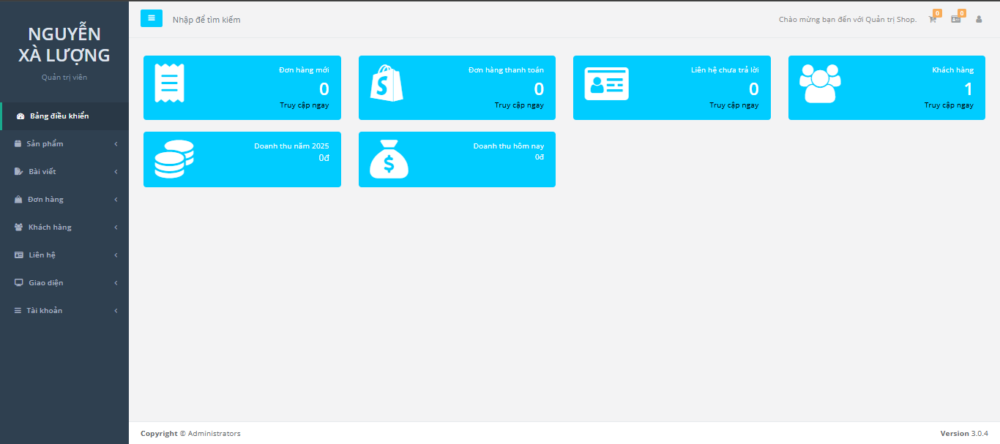 NGUYỄN
XÀ LƯỢNG
Quản trị viên
Bảng điều khiển
Sản phẩm
Bài viết
Đơn hàng
Khách hàng
Liên hệ
Giao diện
Tài khoản
Nhập để tìm kiếm
Chào mừng bạn đến với Quản trị Shop.
0
0
Đơn hàng mới
0
Truy cập ngay
Đơn hàng thanh toán
0
Truy cập ngay
Liên hệ chưa trả lời
0
Truy cập ngay
Khách hàng
1
Truy cập ngay
Doanh thu năm 2025
0đ
Doanh thu hôm nay
0đ
Copyright © Administrators
Version 3.0.4